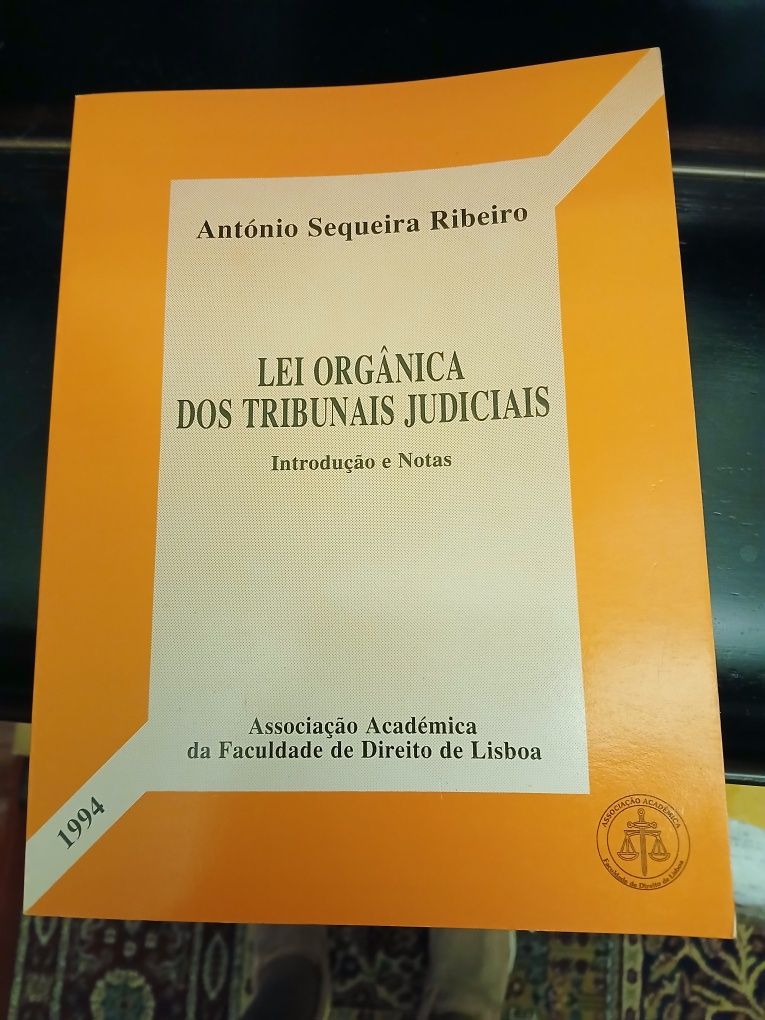 António Sequeira Ribeiro
LEI ORGÂNICA
DOS TRIBUNAIS JUDICIAIS
Introdução e Notas
Associação Académica
da Faculdade de Direito de Lisboa
1994
ASSOCIAÇÃO ACADÉMICA
Faculdade de Direito de Lisboa